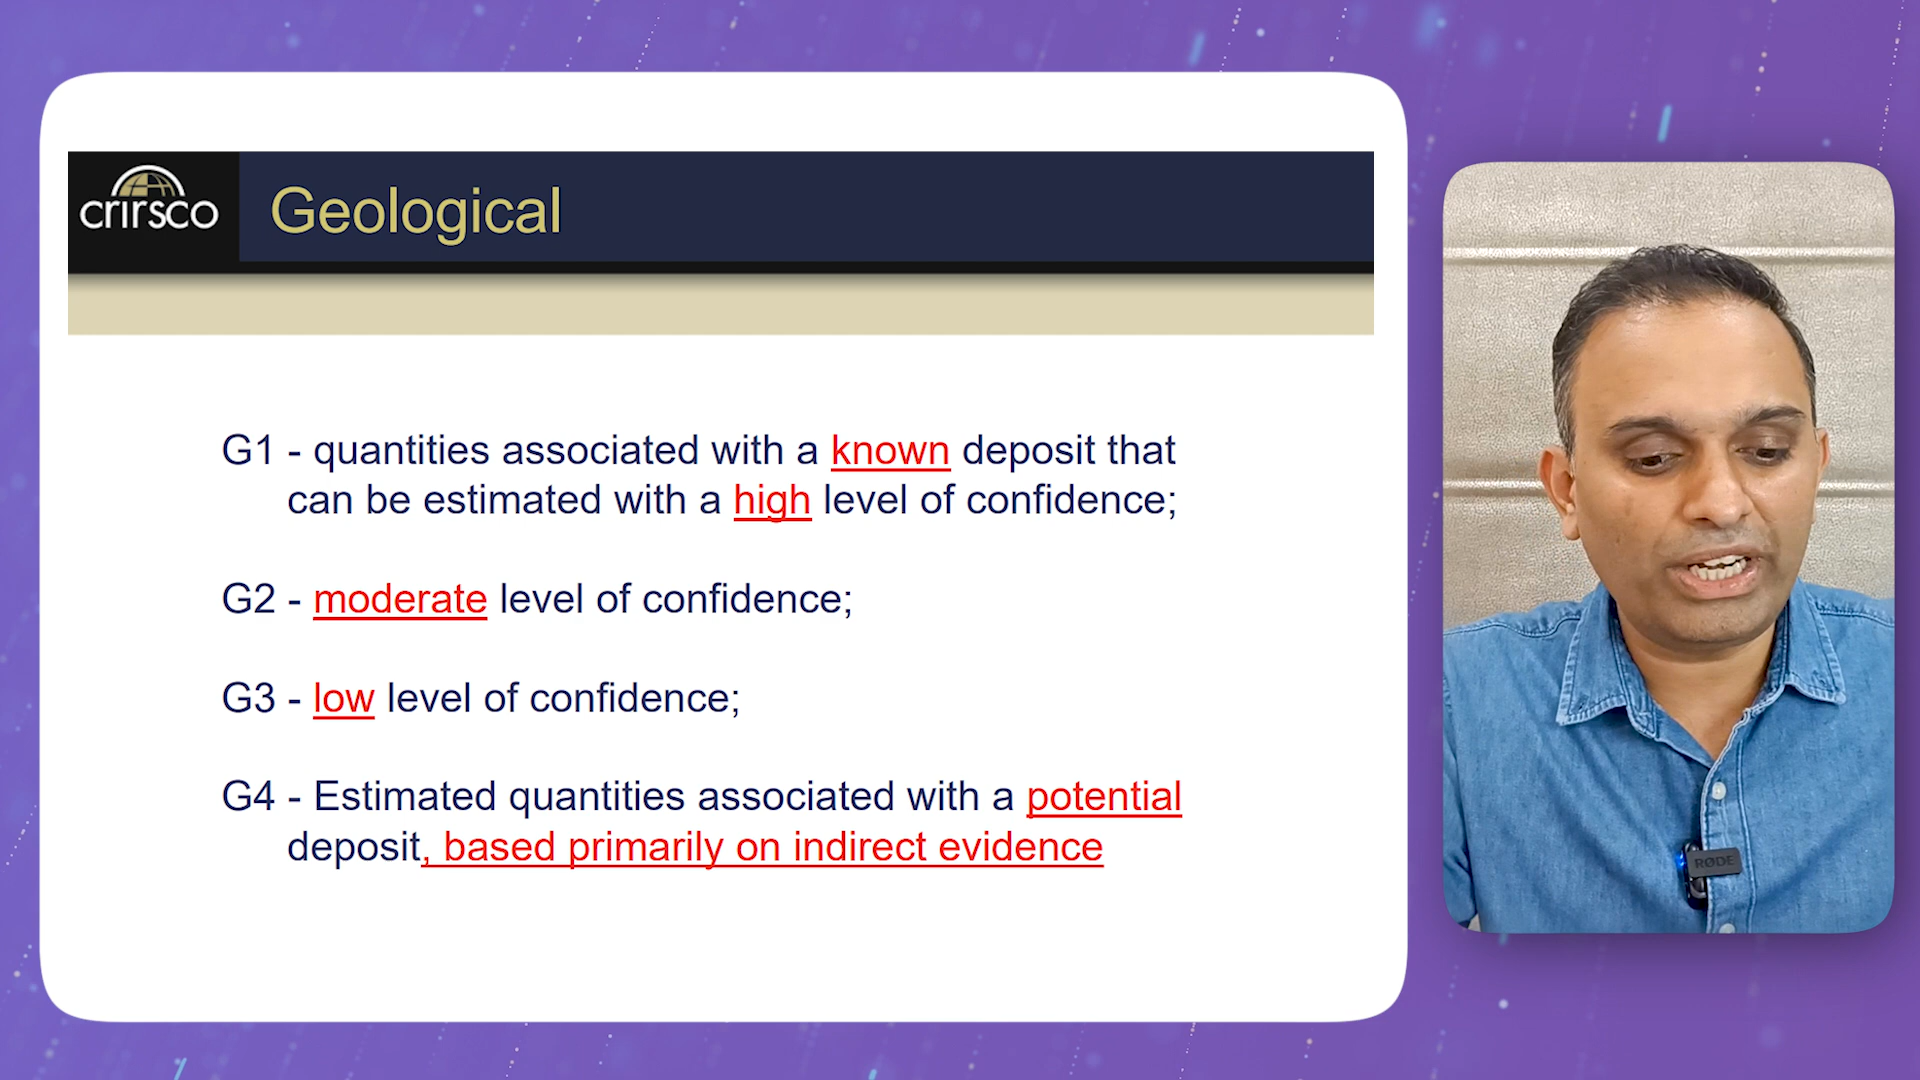 crirsco
Geological
G1 - quantities associated with a known deposit that
can be estimated with a high level of confidence;
G2 - moderate level of confidence;
G3 - low level of confidence;
G4 - Estimated quantities associated with a potential
deposit, based primarily on indirect evidence
RØDE